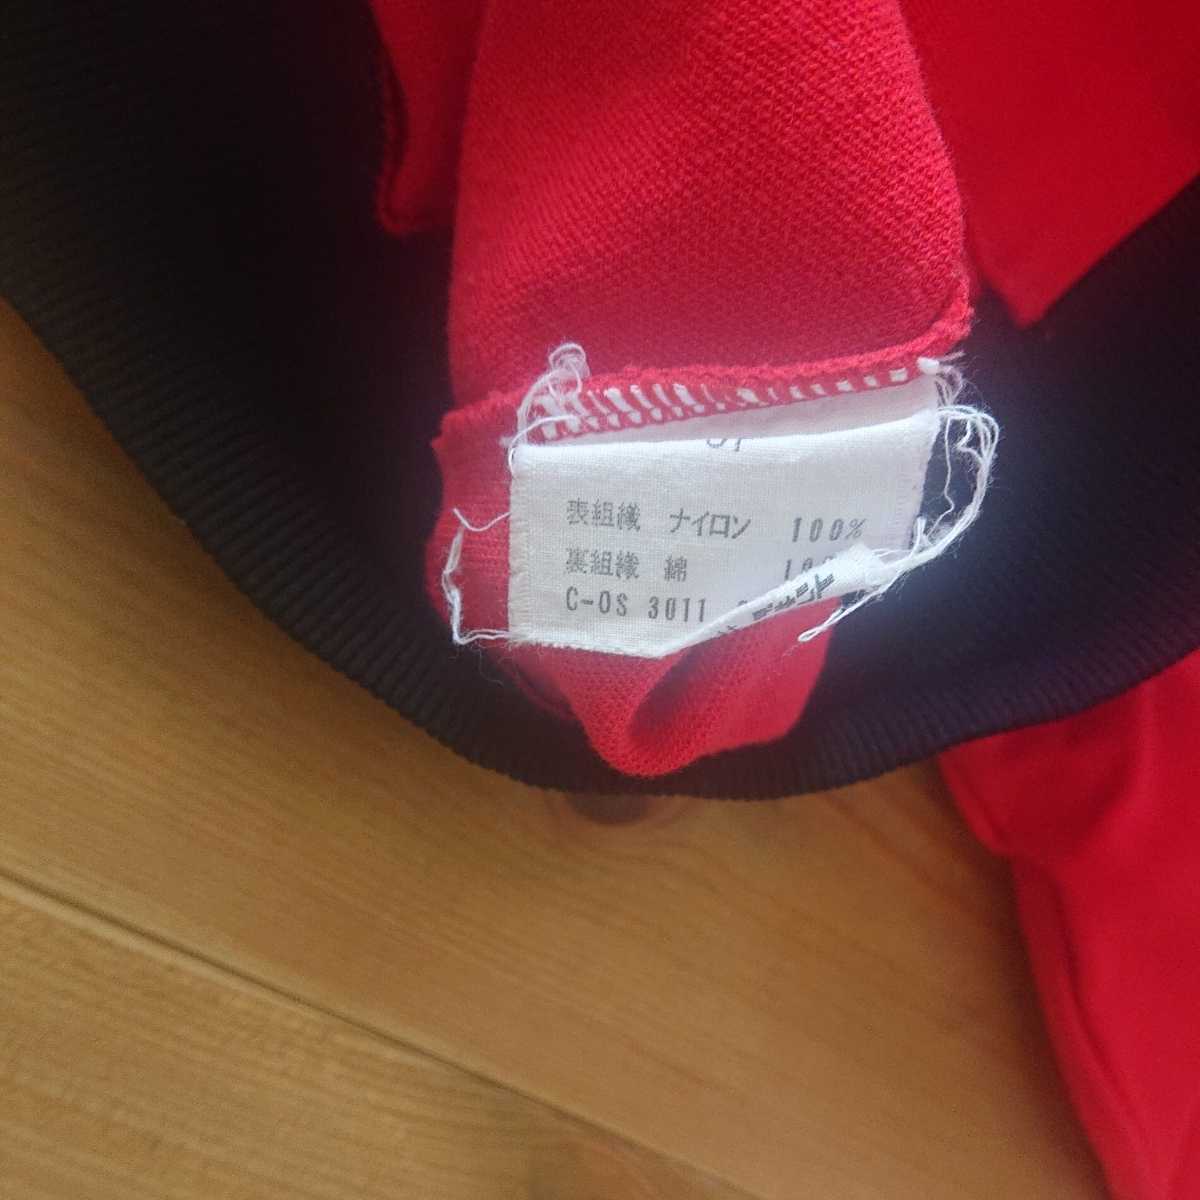 表組織 ナイロン 100%
裏組織 綿
C-OS 3011